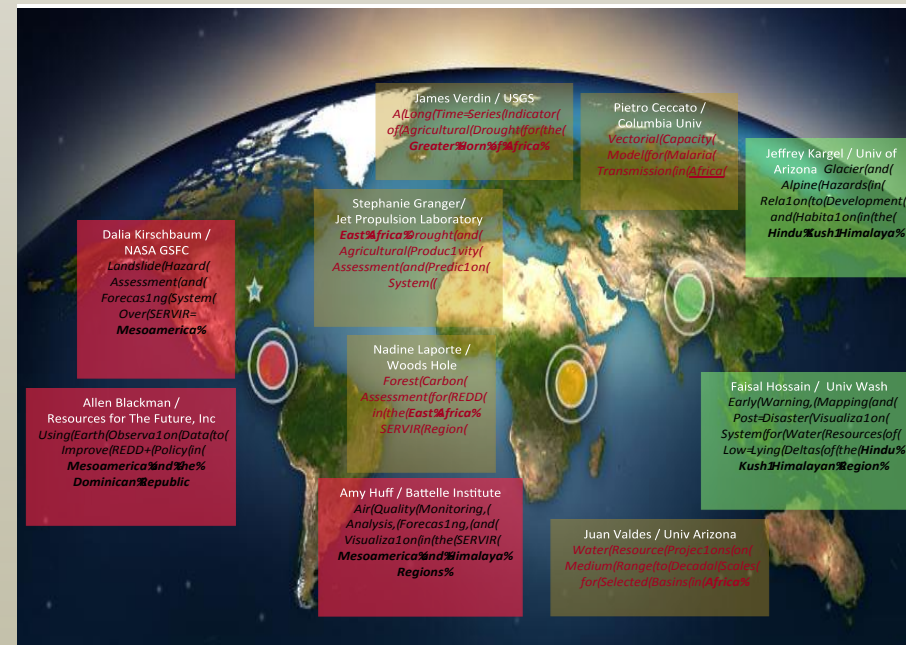 James Verdin / USGS
A(Long(Time=Series(Indicator(
of(Agricultural(Drought(for(the(
Greater%Horn%of%Africa%
Pietro Ceccato /
Columbia Univ
Vectorial(Capacity(
Model(for(Malaria(
Transmission(in(Africa(
Jeffrey Kargel / Univ of
Arizona Glacier(and(
Alpine(Hazards(in(
Rela1on(to(Development(
and(Habita1on(in(the(
Hindu%Kush1Himalaya%
Stephanie Granger/
Jet Propulsion Laboratory
East%Africa%Drought(and(
Agricultural(Produc1vity(
Assessment(and(Predic1on(
System((
Dalia Kirschbaum /
NASA GSFC
Landslide(Hazard(
Assessment(and(
Forecas1ng(System(
Over(SERVIR=
Mesoamerica%
Nadine Laporte /
Woods Hole
Forest(Carbon(
Assessment(for(REDD(
in(the(East%Africa%
SERVIR(Region(
Allen Blackman /
Resources for The Future, Inc
Using(Earth(Observa1on(Data(to(
Improve(REDD+(Policy(in(
Mesoamerica%and%the%
Dominican%Republic
Faisal Hossain / Univ Wash
Early(Warning,(Mapping(and(
Post=Disaster(Visualiza1on(
System(for(Water(Resources(of(
Low=Lying(Deltas(of(the(Hindu%
Kush1Himalayan%Region%
Amy Huff / Battelle Institute
Air(Quality(Monitoring,(
Analysis,(Forecas1ng,(and(
Visualiza1on(in(the(SERVIR(
Mesoamerica%and%Himalaya%
Regions%
Juan Valdes / Univ Arizona
Water(Resource(Projec1ons(on(
Medium(Range(to(Decadal(Scales(
for(Selected(Basins(in(Africa%